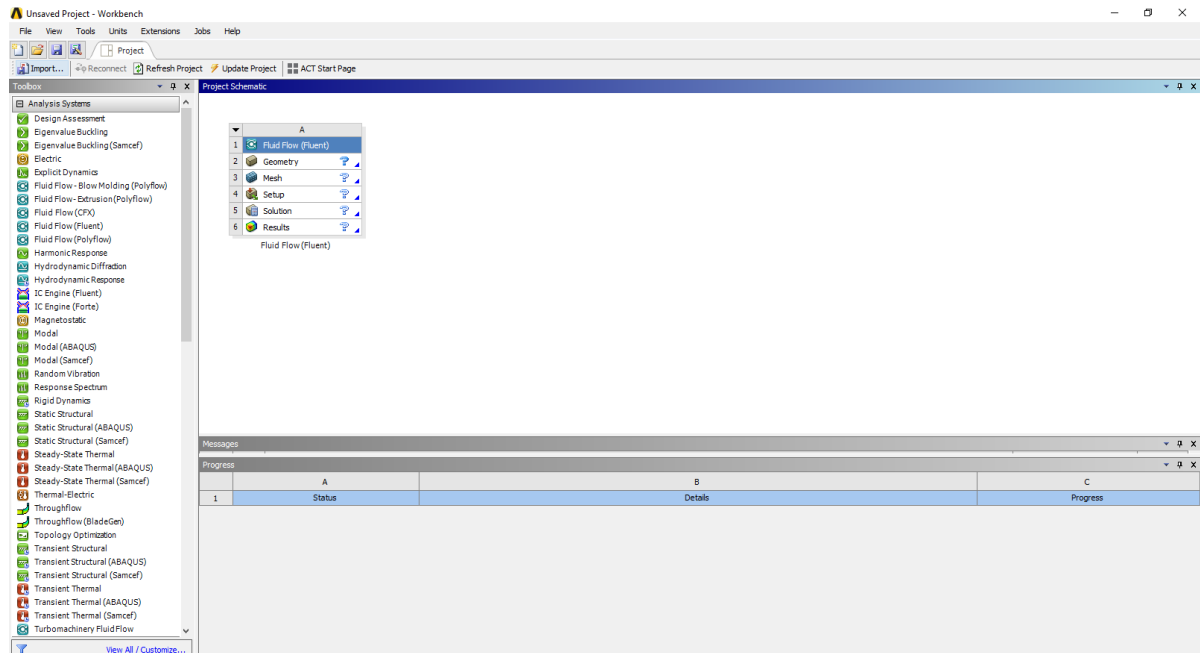 Unsaved Project - Workbench
File View Tools Units Extensions Jobs Help
Project
Import... Reconnect Refresh Project Update Project ACT Start Page
Toolbox
Analysis Systems
Design Assessment
Eigenvalue Buckling
Eigenvalue Buckling (Samcef)
Electric
Explicit Dynamics
Fluid Flow - Blow Molding (Polyflow)
Fluid Flow - Extrusion (Polyflow)
Fluid Flow (CFX)
Fluid Flow (Fluent)
Fluid Flow (Polyflow)
Harmonic Response
Hydrodynamic Diffraction
Hydrodynamic Response
IC Engine (Fluent)
IC Engine (Forte)
Magnetostatic
Modal
Modal (ABAQUS)
Modal (Samcef)
Random Vibration
Response Spectrum
Rigid Dynamics
Static Structural
Static Structural (ABAQUS)
Static Structural (Samcef)
Steady-State Thermal
Steady-State Thermal (ABAQUS)
Steady-State Thermal (Samcef)
Thermal-Electric
Throughflow
Throughflow (BladeGen)
Topology Optimization
Transient Structural
Transient Structural (ABAQUS)
Transient Structural (Samcef)
Transient Thermal
Transient Thermal (ABAQUS)
Transient Thermal (Samcef)
Turbomachinery Fluid Flow
View All / Customize...
Project Schematic
A
1 Fluid Flow (Fluent)
2 Geometry ?
3 Mesh ?
4 Setup ?
5 Solution ?
6 Results ?
Fluid Flow (Fluent)
Messages
Progress
A B C
1 Status Details Progress